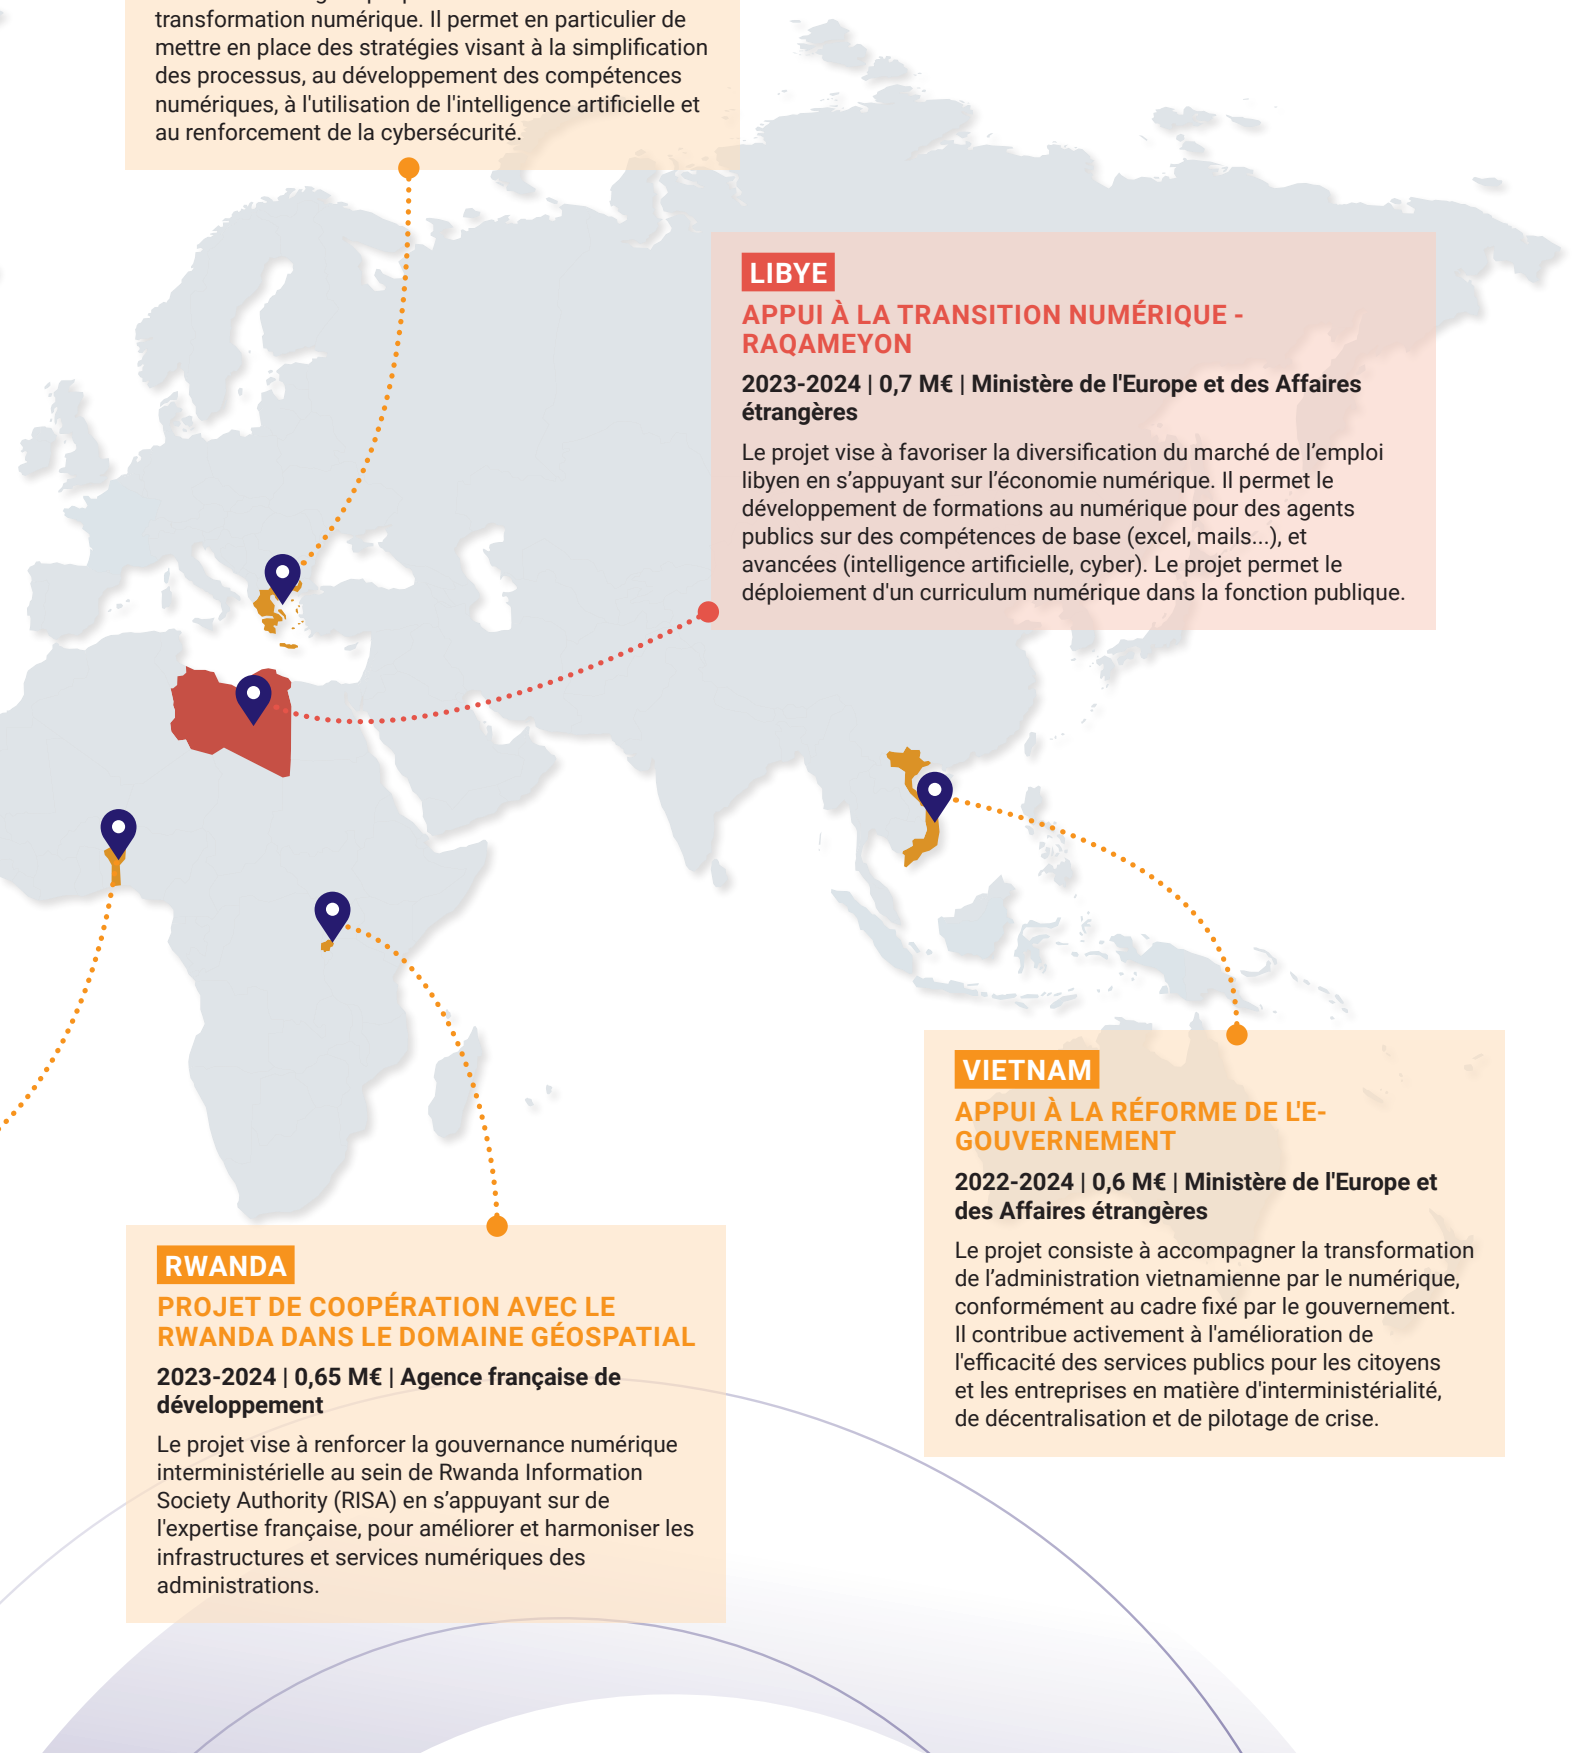 transformation numérique. Il permet en particulier de
mettre en place des stratégies visant à la simplification
des processus, au développement des compétences
numériques, à l'utilisation de l'intelligence artificielle et
au renforcement de la cybersécurité.
LIBYE
APPUI À LA TRANSITION NUMÉRIQUE -
RAQAMEYON
2023-2024 | 0,7 M€ | Ministère de l'Europe et des Affaires
étrangères
Le projet vise à favoriser la diversification du marché de l’emploi
libyen en s’appuyant sur l’économie numérique. Il permet le
développement de formations au numérique pour des agents
publics sur des compétences de base (excel, mails...), et
avancées (intelligence artificielle, cyber). Le projet permet le
déploiement d'un curriculum numérique dans la fonction publique.
VIETNAM
APPUI À LA RÉFORME DE L'E-
GOUVERNEMENT
2022-2024 | 0,6 M€ | Ministère de l'Europe et
des Affaires étrangères
Le projet consiste à accompagner la transformation
de l’administration vietnamienne par le numérique,
conformément au cadre fixé par le gouvernement.
Il contribue activement à l'amélioration de
l'efficacité des services publics pour les citoyens
et les entreprises en matière d'interministérialité,
de décentralisation et de pilotage de crise.
RWANDA
PROJET DE COOPÉRATION AVEC LE
RWANDA DANS LE DOMAINE GÉOSPATIAL
2023-2024 | 0,65 M€ | Agence française de
développement
Le projet vise à renforcer la gouvernance numérique
interministérielle au sein de Rwanda Information
Society Authority (RISA) en s’appuyant sur de
l'expertise française, pour améliorer et harmoniser les
infrastructures et services numériques des
administrations.